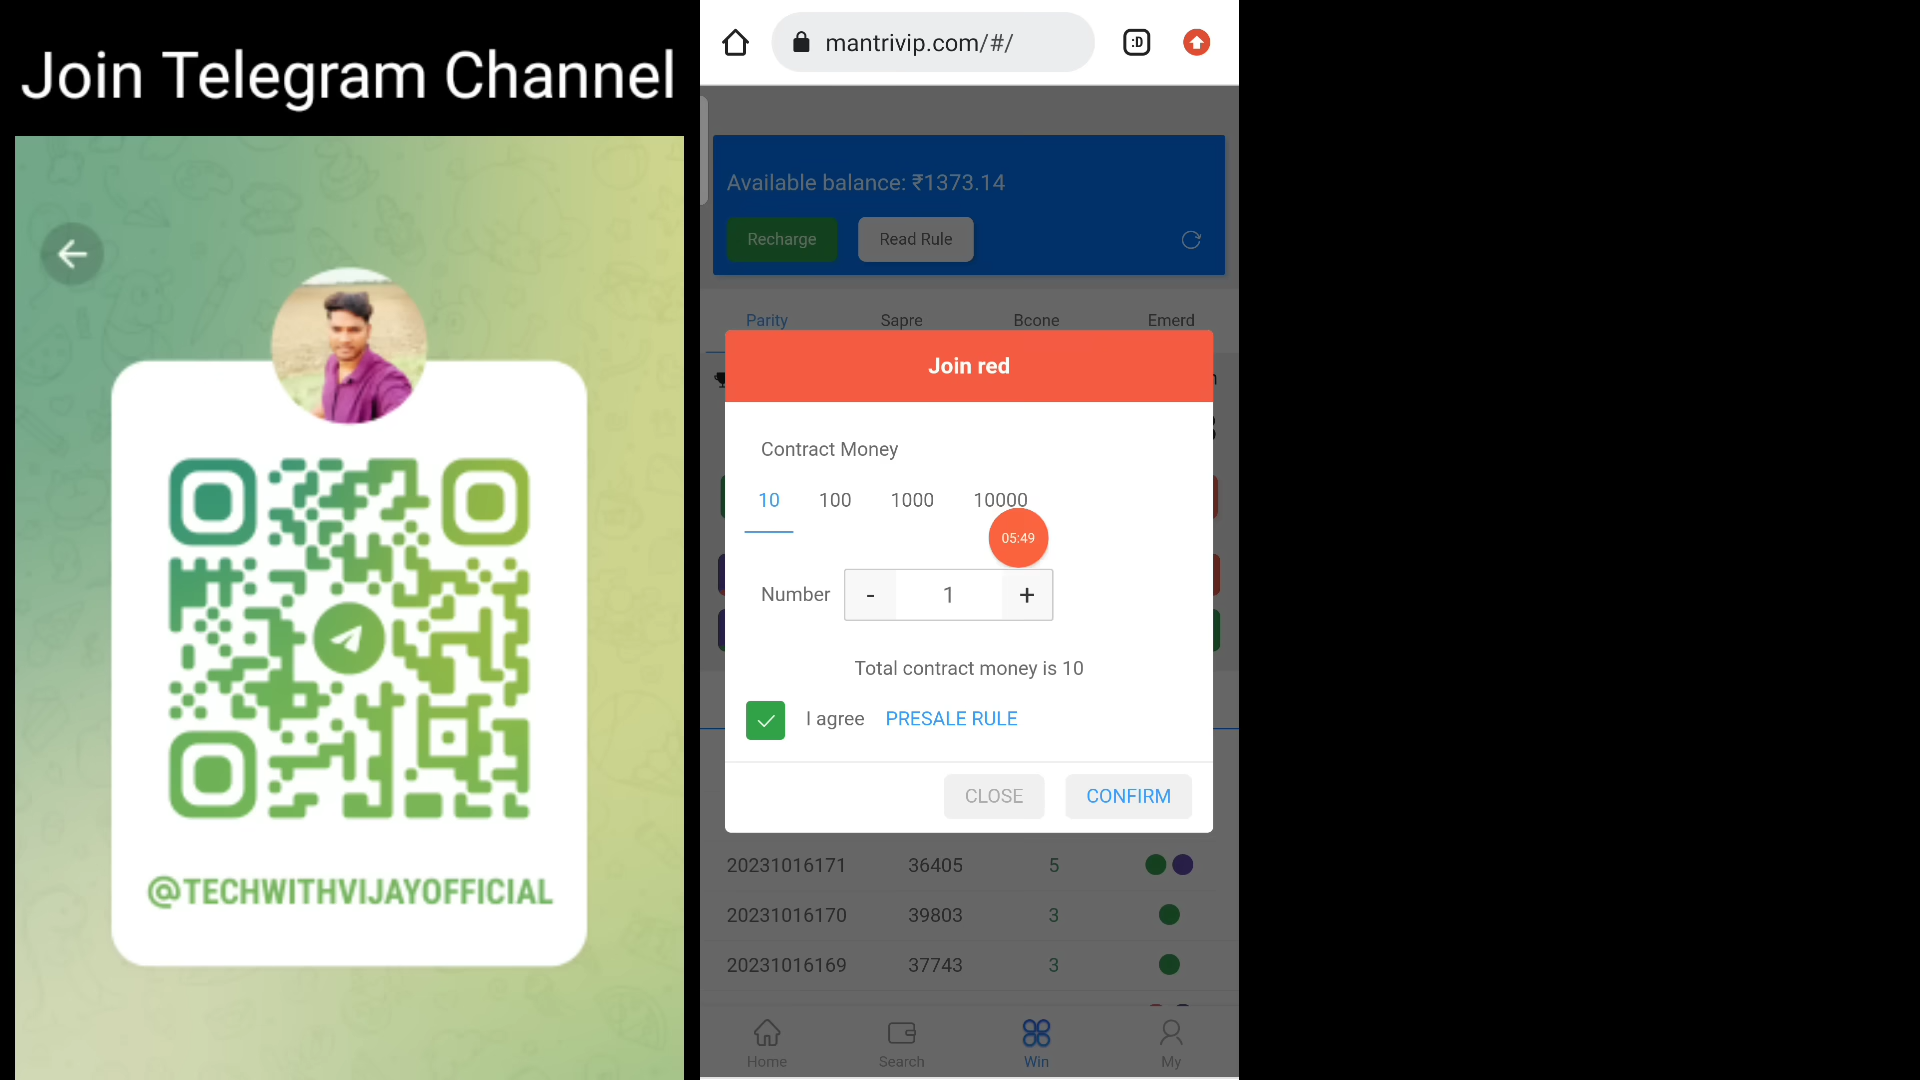 Join Telegram Channel
@TECHWITHVIJAYOFFICIAL
mantrivip.com/#/
:D
Available balance: ₹1373.14
Recharge
Read Rule
Parity Sapre Bcone Emerd
Join red
Contract Money
10 100 1000 10000
05:49
Number - 1 +
Total contract money is 10
I agree PRESALE RULE
CLOSE CONFIRM
20231016171 36405 5
20231016170 39803 3
20231016169 37743 3
Home Search Win My